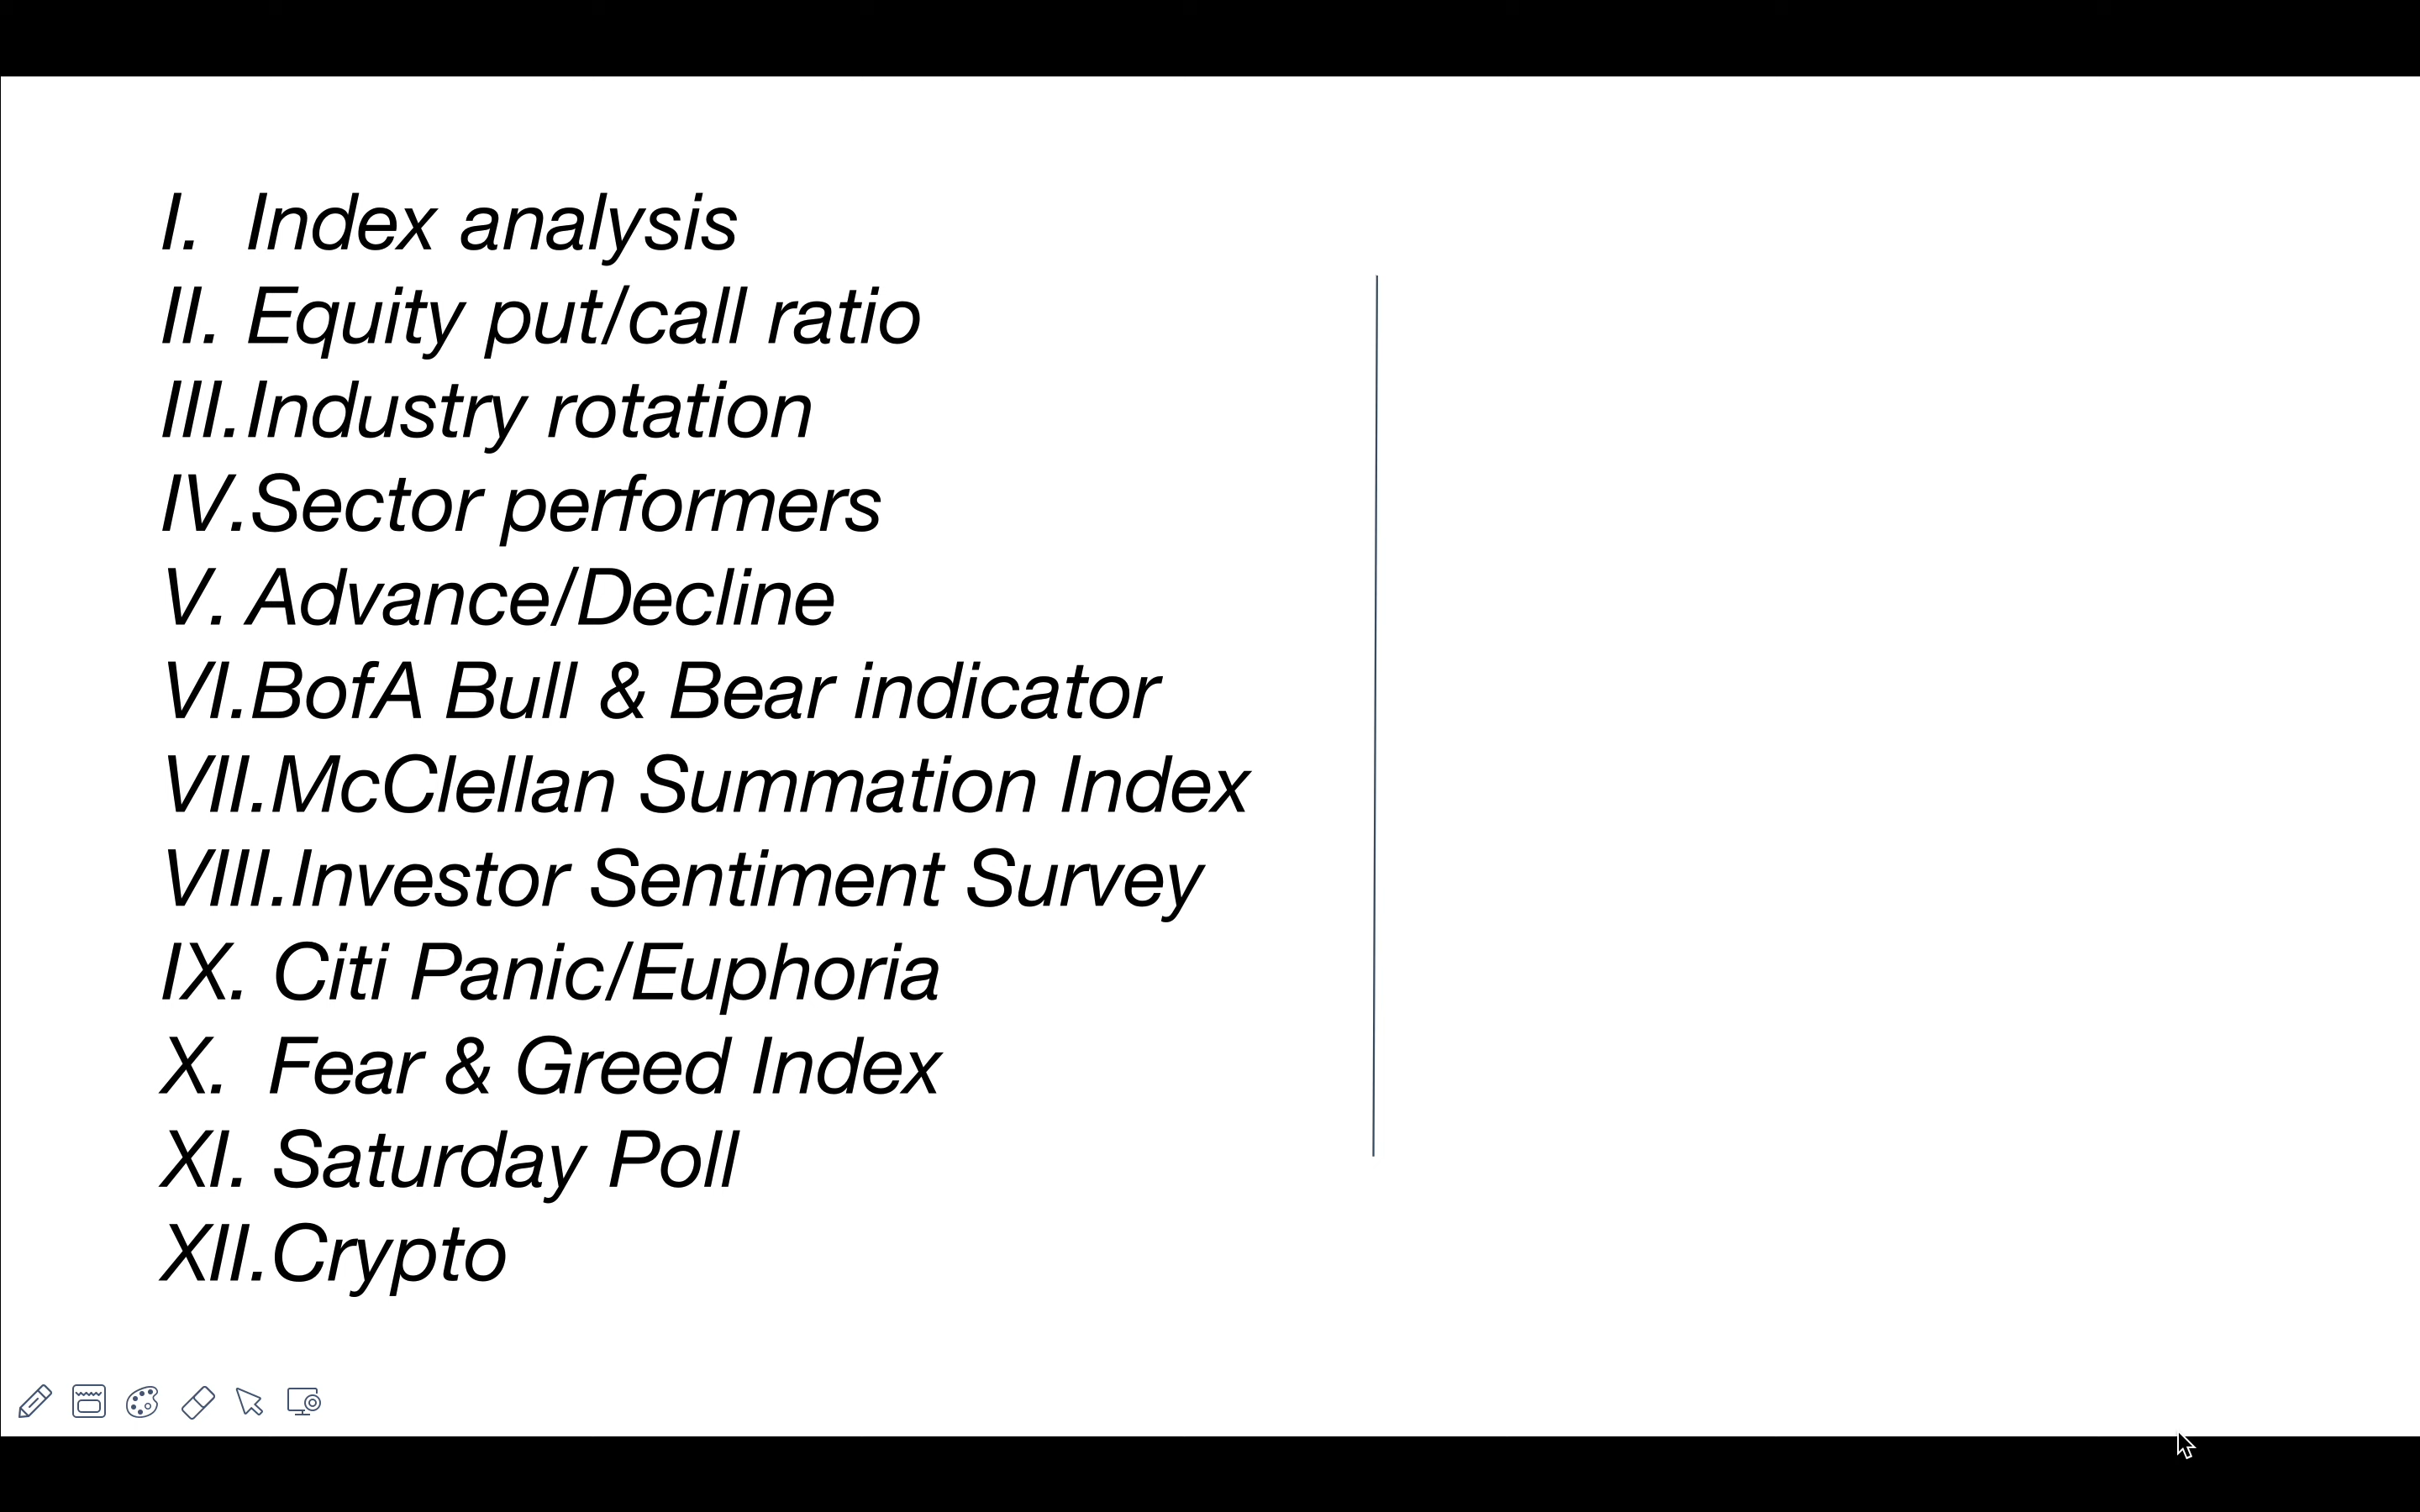 I. Index analysis
II. Equity put/call ratio
III.Industry rotation
IV.Sector performers
V. Advance/Decline
VI.BofA Bull & Bear indicator
VII.McClellan Summation Index
VIII.Investor Sentiment Survey
IX. Citi Panic/Euphoria
X. Fear & Greed Index
XI. Saturday Poll
XII.Crypto